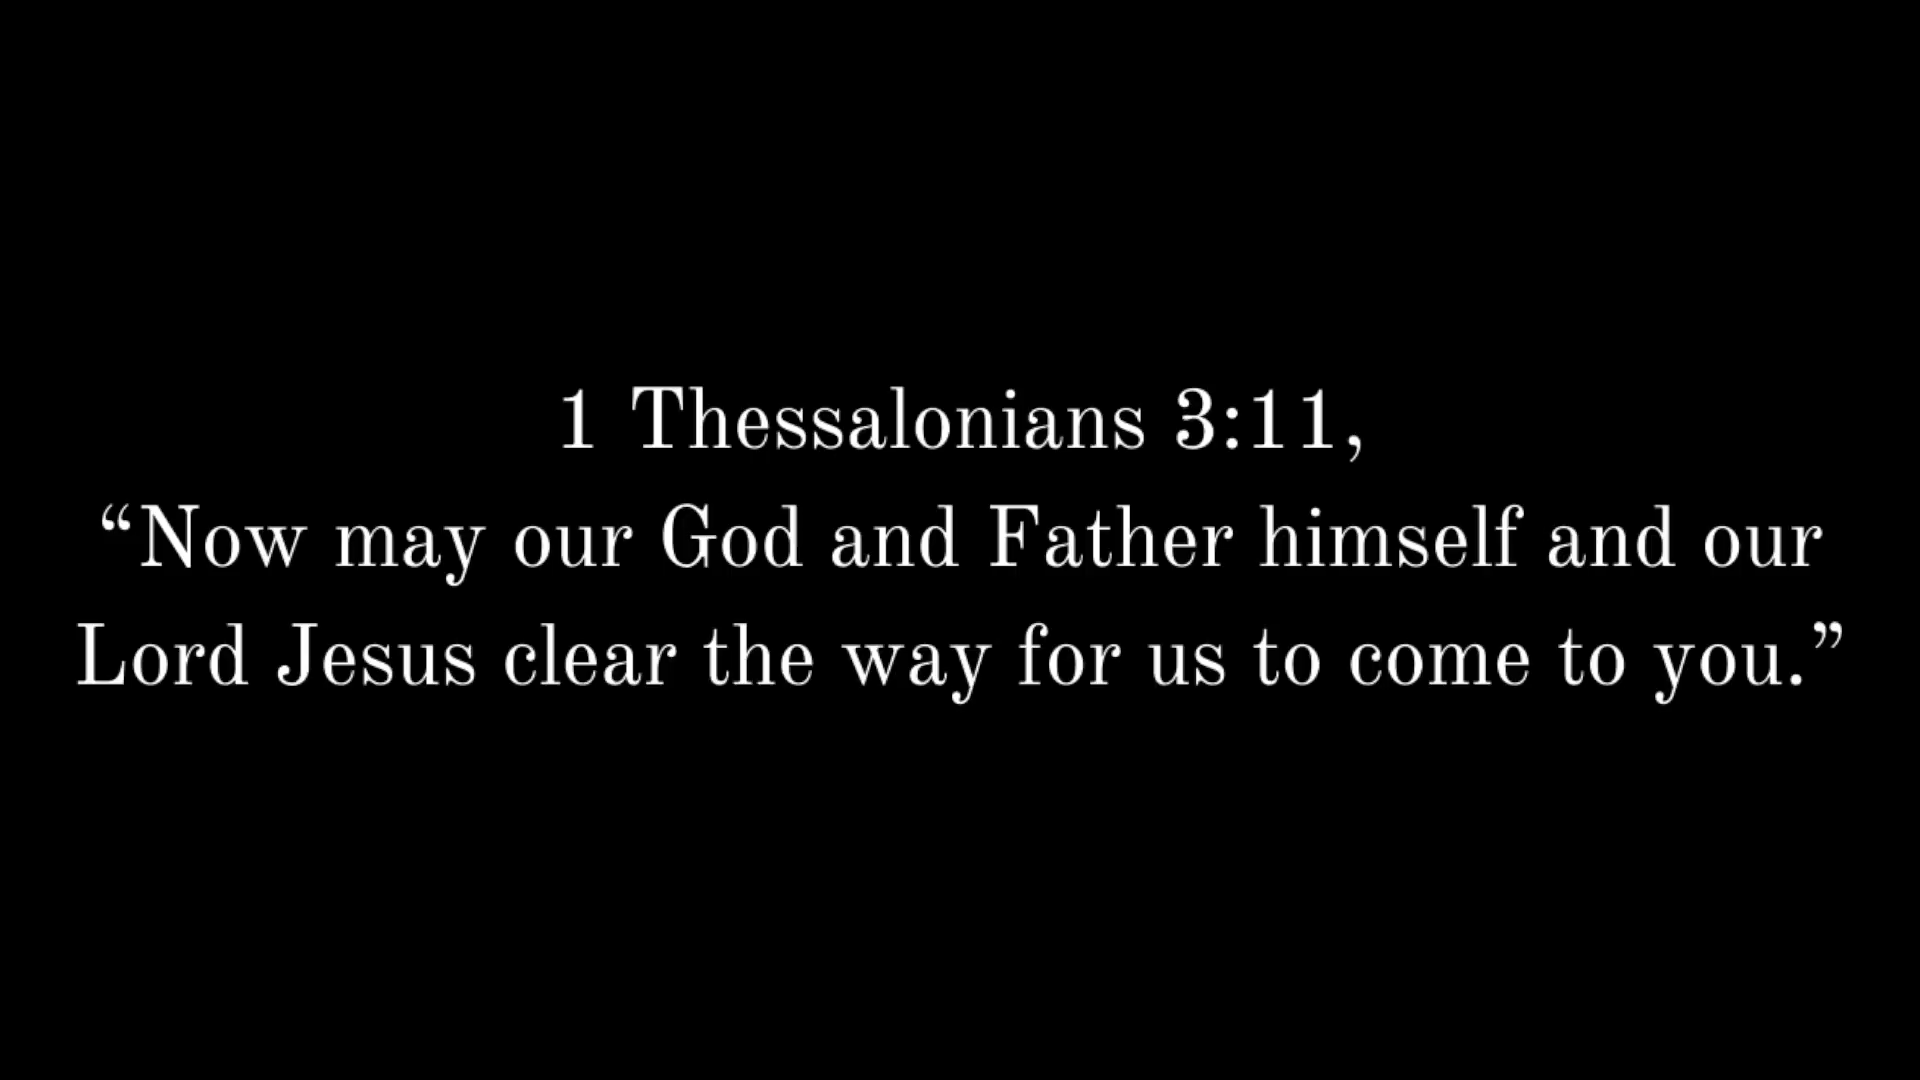 1 Thessalonians 3:11,
“Now may our God and Father himself and our
Lord Jesus clear the way for us to come to you.”